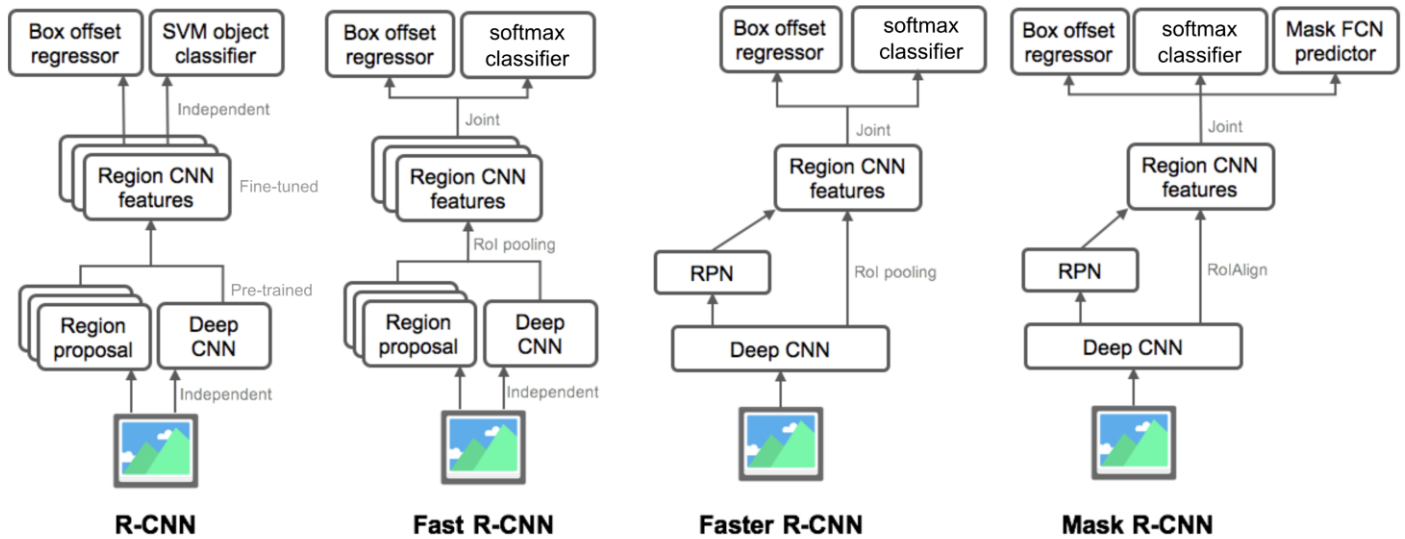 Box offset
regressor
SVM object
classifier
Independent
Region CNN
features
Fine-tuned
Pre-trained
Region
proposal
Deep
CNN
Independent
R-CNN
Box offset
regressor
softmax
classifier
Joint
Region CNN
features
RoI pooling
Region
proposal
Deep
CNN
Independent
Fast R-CNN
Box offset
regressor
softmax
classifier
Joint
Region CNN
features
RPN
RoI pooling
Deep CNN
Faster R-CNN
Box offset
regressor
softmax
classifier
Mask FCN
predictor
Joint
Region CNN
features
RPN
RoIAlign
Deep CNN
Mask R-CNN